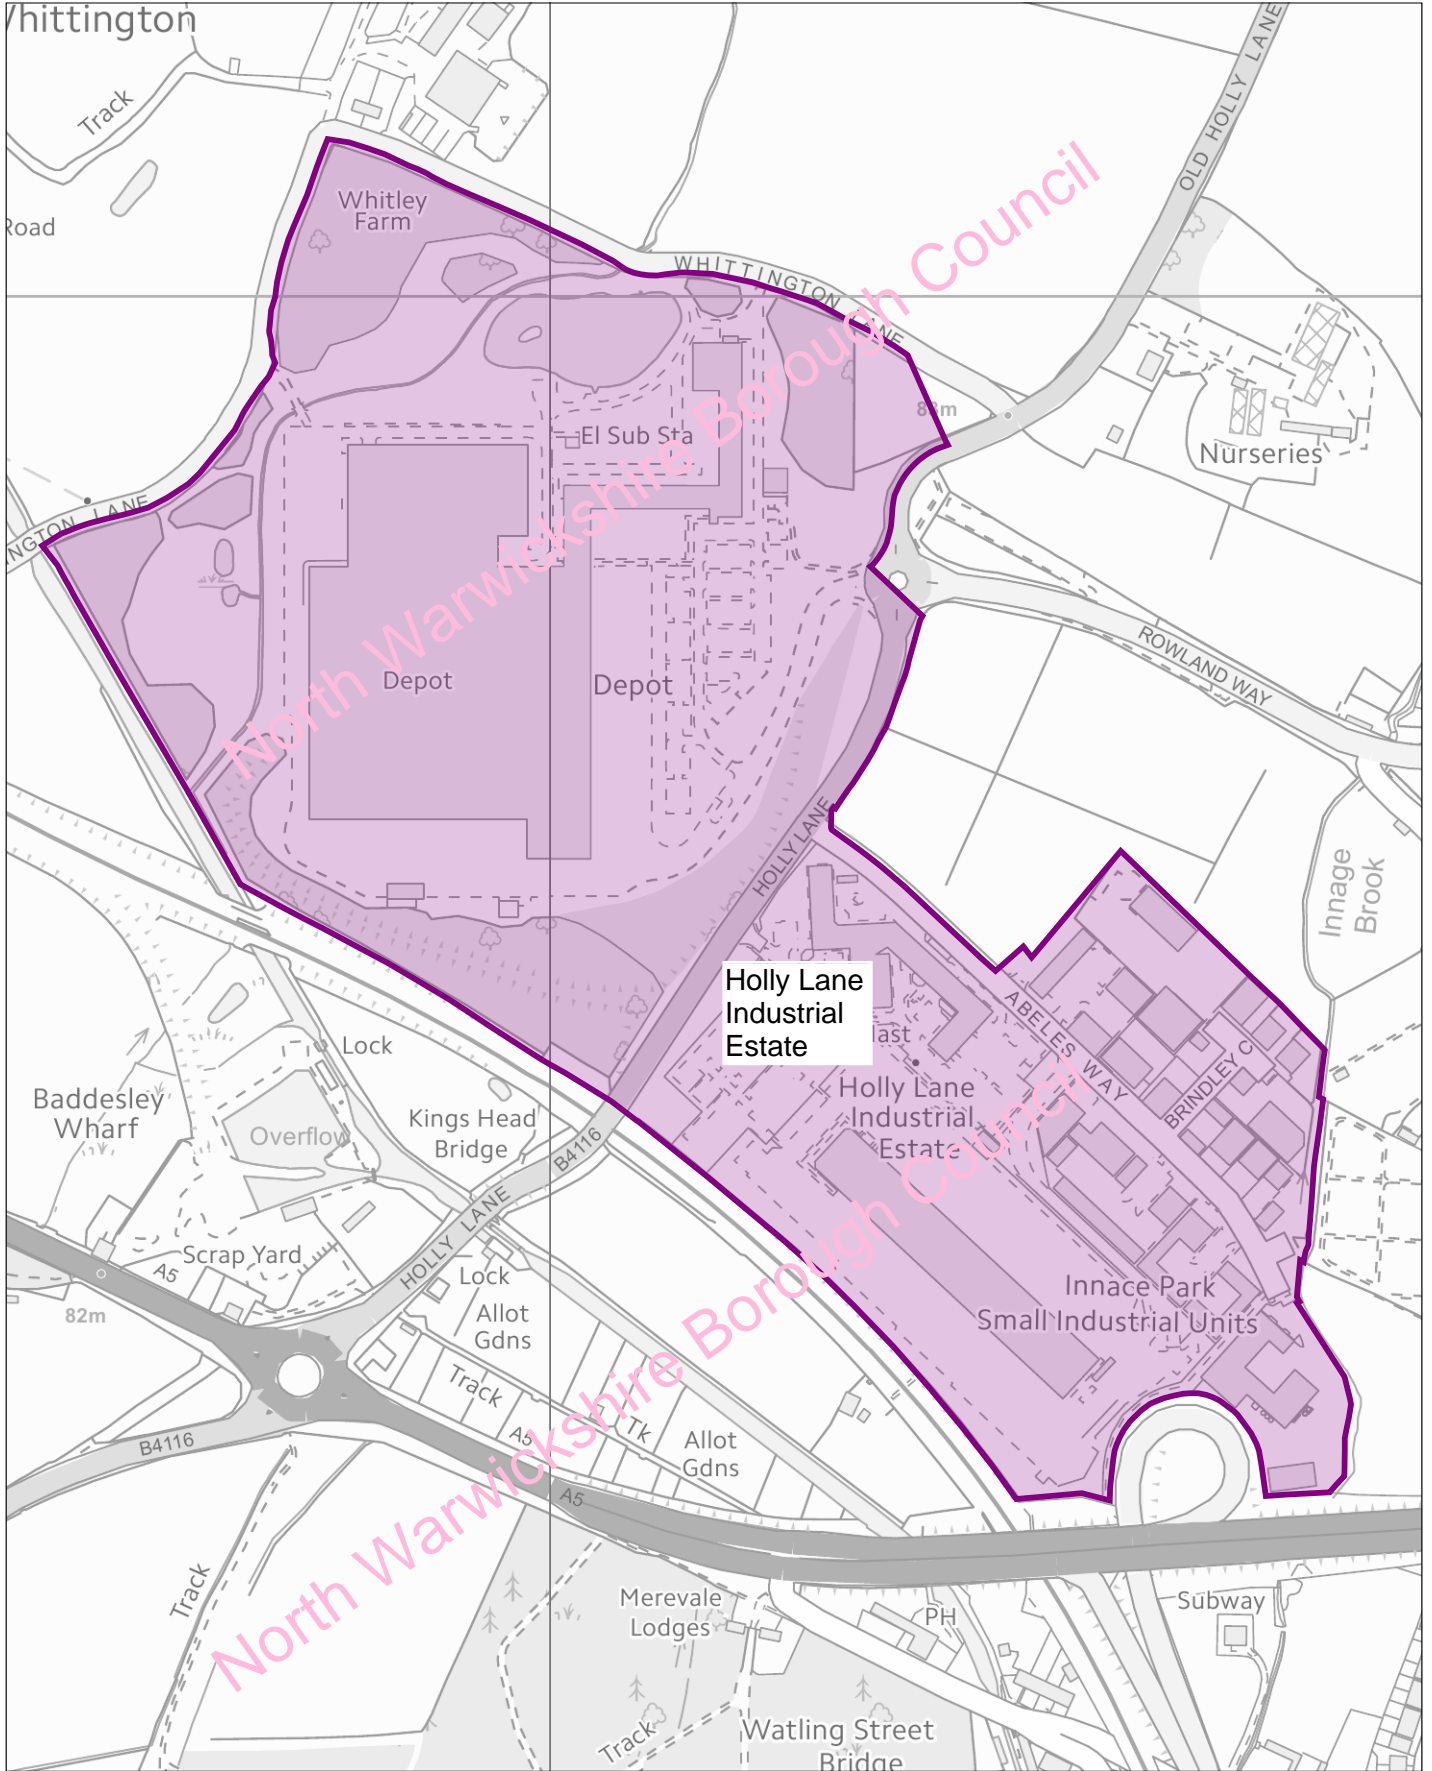 hittington
Track
Road
Whitley
Farm
OLD HOLLY LANE
WHITTINGTON LANE
North Warwickshire Borough Council
El Sub Sta
Nurseries
NGTON LANE
ROWLAND WAY
Depot
Depot
HOLLY LANE
Innage
Brook
Holly Lane
Industrial
Estate
ABELES WAY
BRINDLEY C
Holly Lane
Industrial
Estate
Lock
Baddesley
Wharf
Overflow
Kings Head
Bridge
B4116
HOLLY LANE
Scrap Yard
A5
82m
Lock
Allot
Gdns
Innace Park
Small Industrial Units
North Warwickshire Borough Council
Track
A5
Tk
Allot
Gdns
B4116
A5
Track
Merevale
Lodges
PH
Subway
Track
Watling Street
Bridge